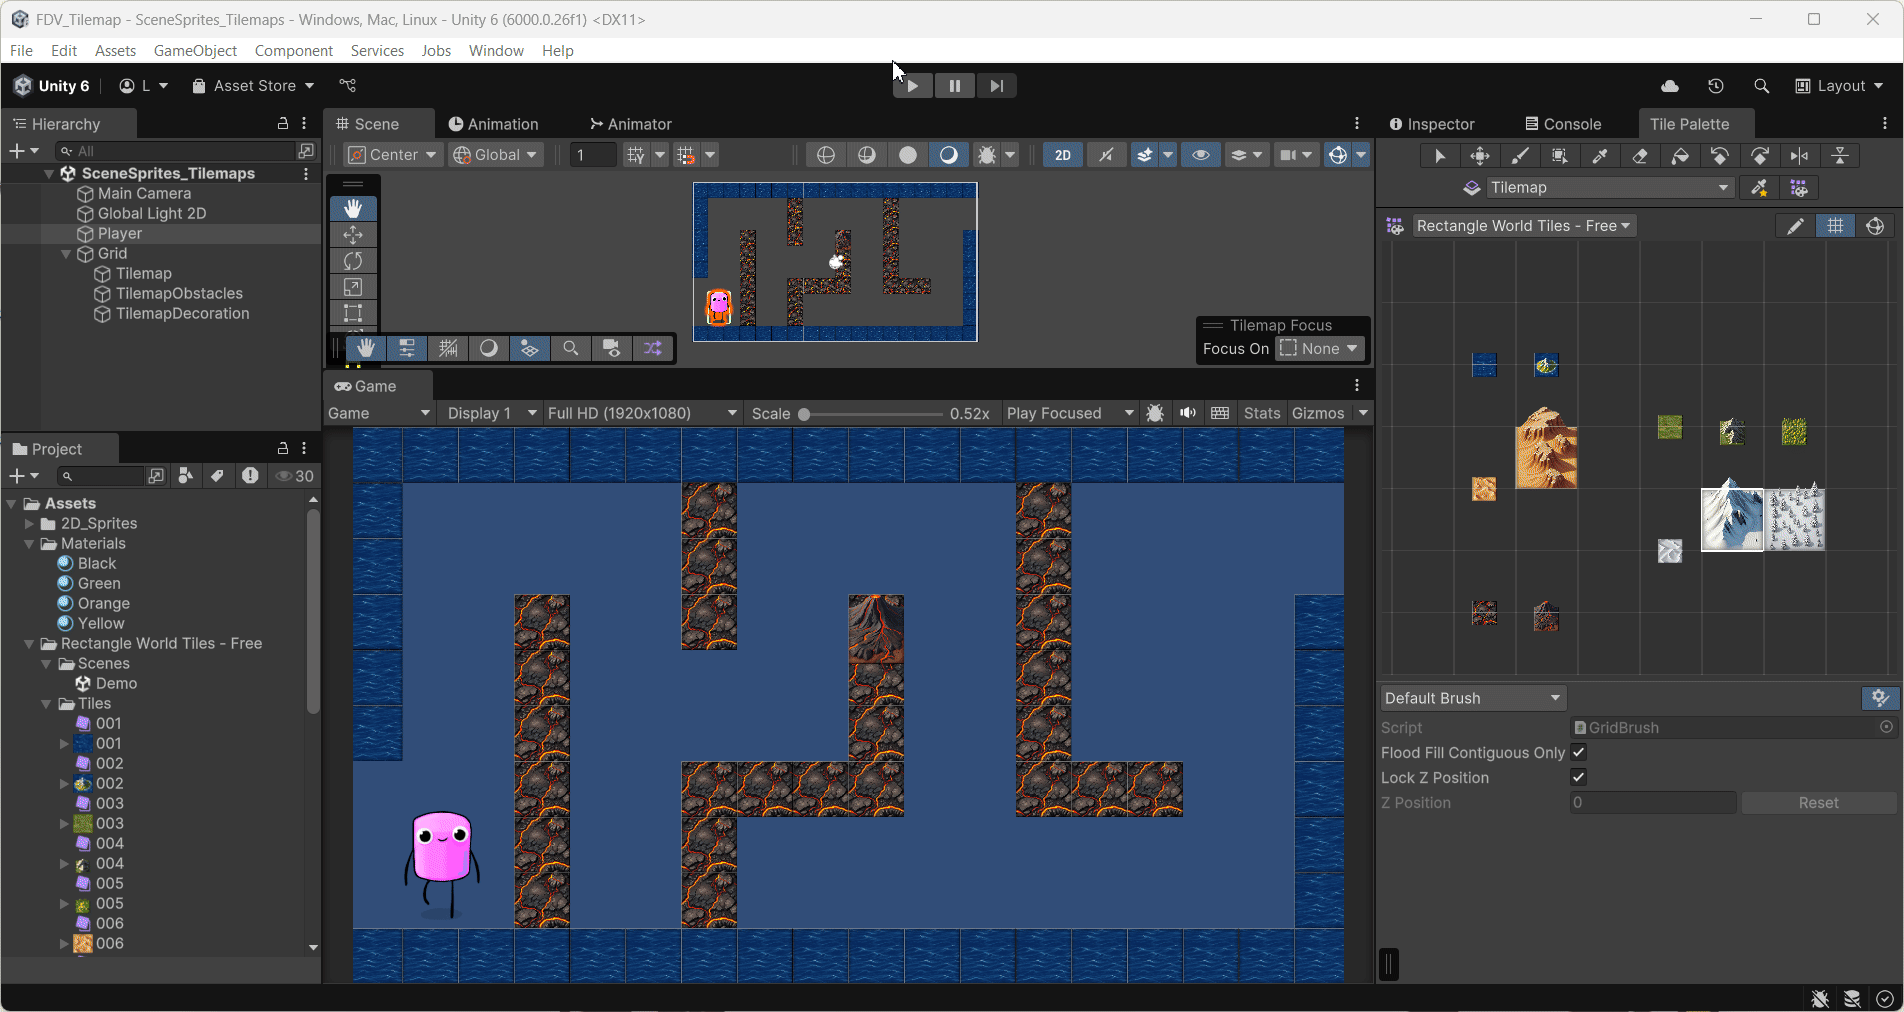 FDV_Tilemap - SceneSprites_Tilemaps - Windows, Mac, Linux - Unity 6 (6000.0.26f1) <DX11>
File Edit Assets GameObject Component Services Jobs Window Help
Unity 6 L Asset Store Layout
Hierarchy
All
SceneSprites_Tilemaps
Main Camera
Global Light 2D
Player
Grid
Tilemap
TilemapObstacles
TilemapDecoration
Scene Animation Animator
Center Global 1 2D
Tilemap Focus
Focus On None
Game
Game Display 1 Full HD (1920x1080) Scale 0.52x Play Focused Stats Gizmos
Project
30
Assets
2D_Sprites
Materials
Black
Green
Orange
Yellow
Rectangle World Tiles - Free
Scenes
Demo
Tiles
001
001
002
002
003
003
004
004
005
005
006
006
Inspector Console Tile Palette
Tilemap
Rectangle World Tiles - Free
Default Brush
Script GridBrush
Flood Fill Contiguous Only
Lock Z Position
Z Position 0 Reset